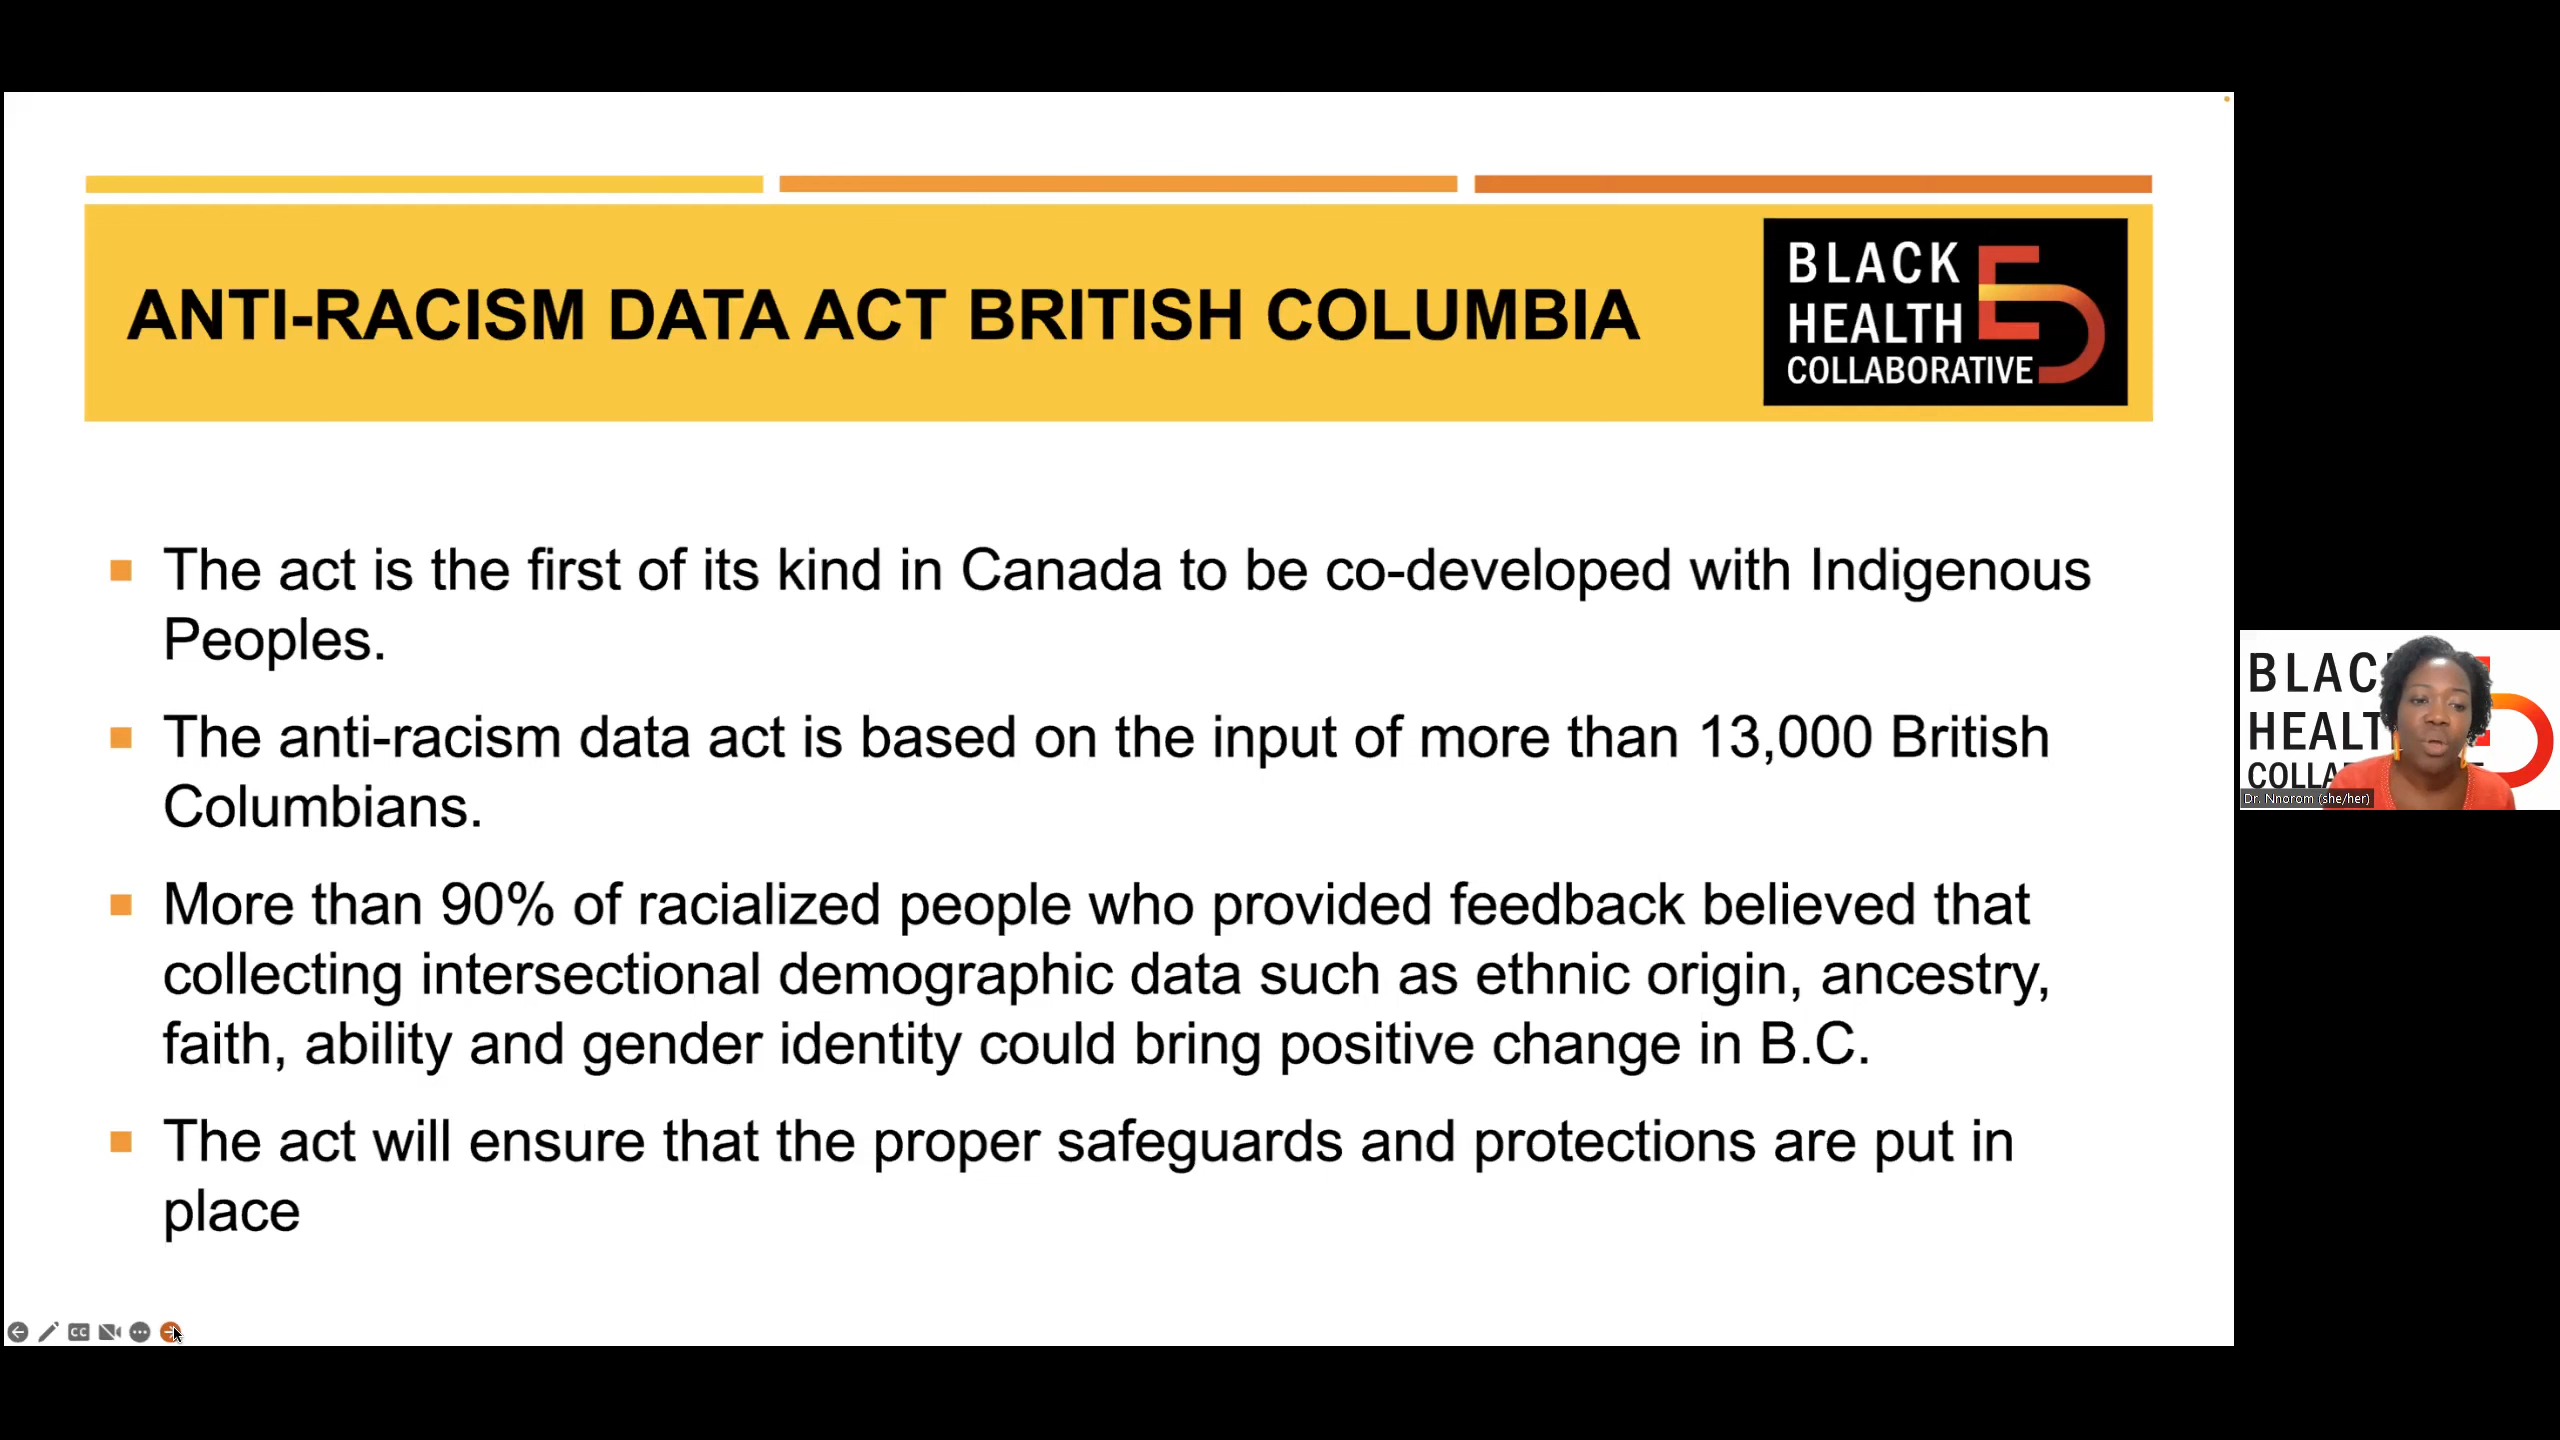 ANTI-RACISM DATA ACT BRITISH COLUMBIA
BLACK
HEALTH
COLLABORATIVE
ED
The act is the first of its kind in Canada to be co-developed with Indigenous
Peoples.
The anti-racism data act is based on the input of more than 13,000 British
Columbians.
More than 90% of racialized people who provided feedback believed that
collecting intersectional demographic data such as ethnic origin, ancestry,
faith, ability and gender identity could bring positive change in B.C.
The act will ensure that the proper safeguards and protections are put in
place
CC
BLAC
HEALT
COLLA
Dr. Nnorom (she/her)